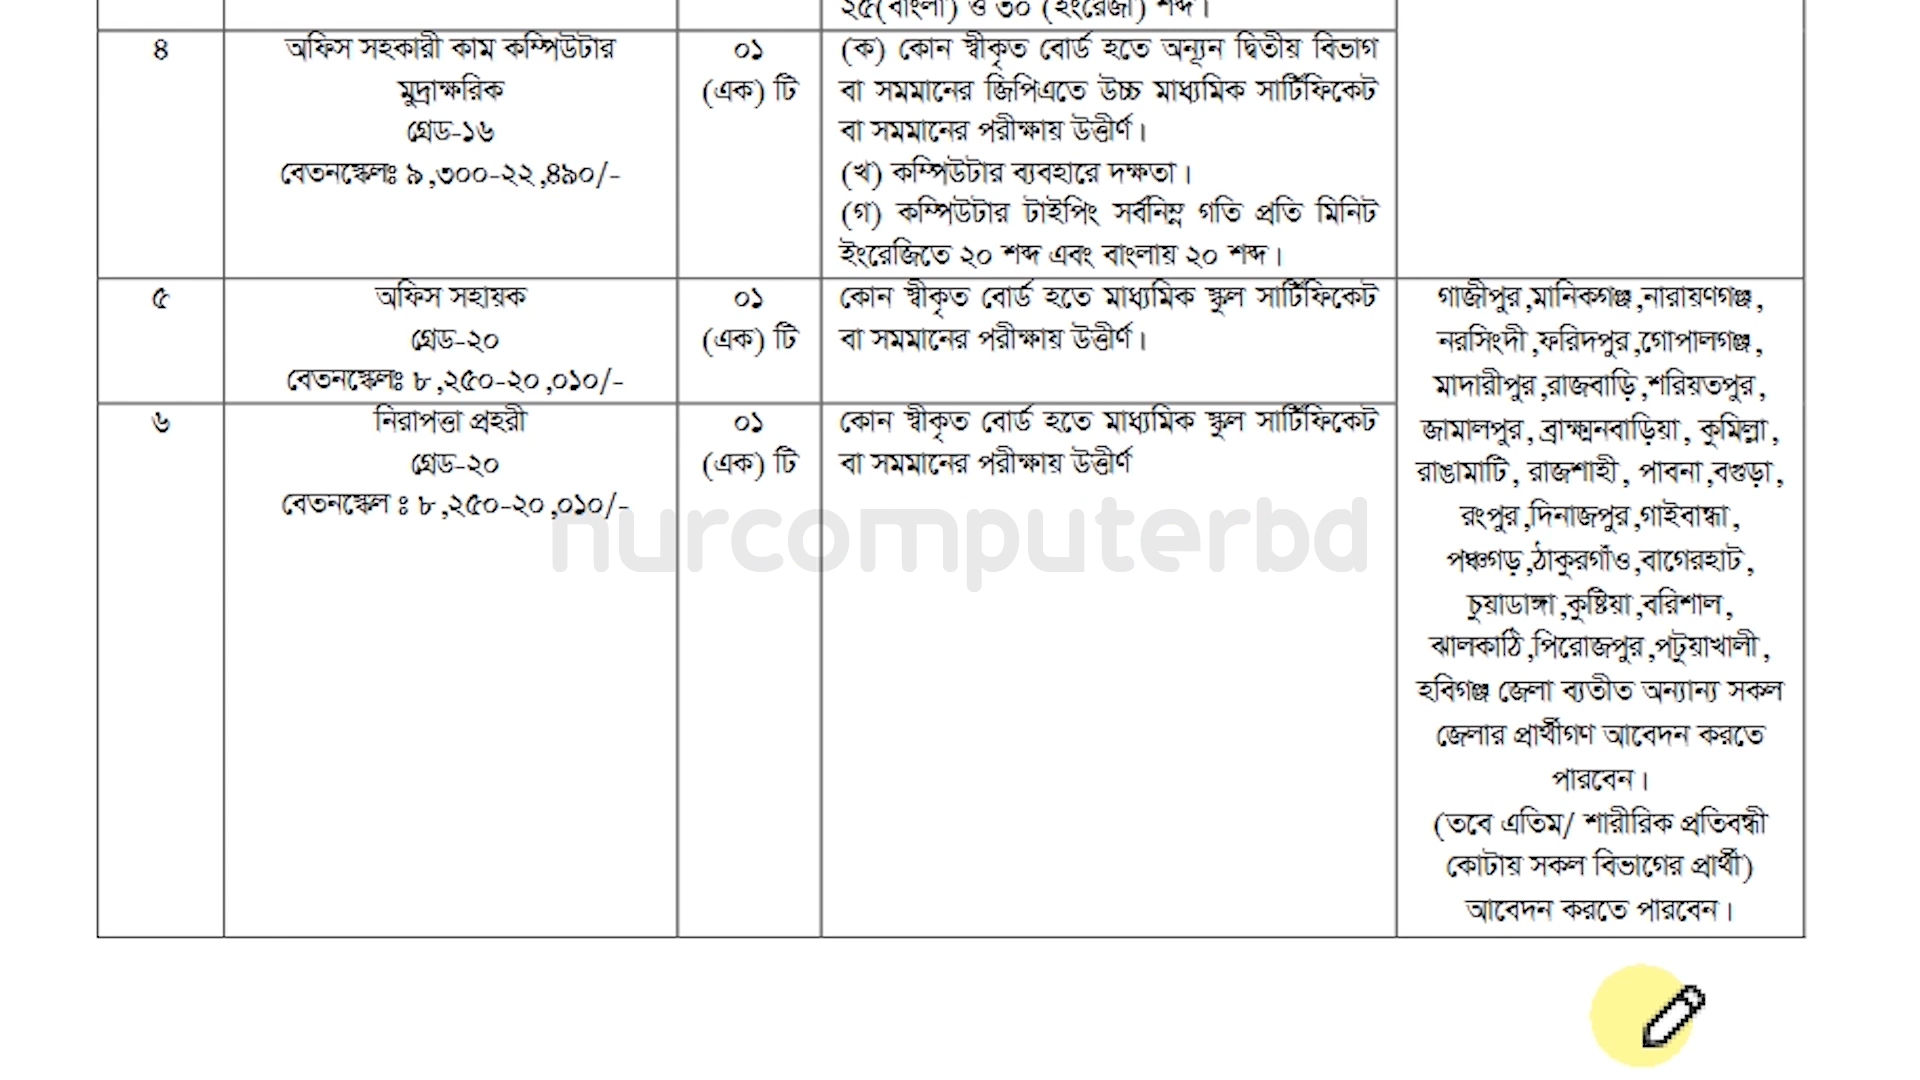 ২৫(বাংলা) ও ৩০ (ইংরেজী) শব্দ।
৪
অফিস সহকারী কাম কম্পিউটার
মুদ্রাক্ষরিক
গ্রেড-১৬
বেতনস্কেলঃ ৯,৩০০-২২,৪৯০/-
০১
(এক) টি
(ক) কোন স্বীকৃত বোর্ড হতে অন্যূন দ্বিতীয় বিভাগ
বা সমমানের জিপিএতে উচ্চ মাধ্যমিক সার্টিফিকেট
বা সমমানের পরীক্ষায় উত্তীর্ণ।
(খ) কম্পিউটার ব্যবহারে দক্ষতা।
(গ) কম্পিউটার টাইপিং সর্বনিম্ন গতি প্রতি মিনিট
ইংরেজিতে ২০ শব্দ এবং বাংলায় ২০ শব্দ।
৫
অফিস সহায়ক
গ্রেড-২০
বেতনস্কেলঃ ৮,২৫০-২০,০১০/-
০১
(এক) টি
কোন স্বীকৃত বোর্ড হতে মাধ্যমিক স্কুল সার্টিফিকেট
বা সমমানের পরীক্ষায় উত্তীর্ণ।
৬
নিরাপত্তা প্রহরী
গ্রেড-২০
বেতনস্কেল ঃ ৮,২৫০-২০,০১০/-
০১
(এক) টি
কোন স্বীকৃত বোর্ড হতে মাধ্যমিক স্কুল সার্টিফিকেট
বা সমমানের পরীক্ষায় উত্তীর্ণ
গাজীপুর,মানিকগঞ্জ,নারায়ণগঞ্জ,
নরসিংদী,ফরিদপুর,গোপালগঞ্জ,
মাদারীপুর,রাজবাড়ি,শরিয়তপুর,
জামালপুর, ব্রাক্ষ্মনবাড়িয়া, কুমিল্লা,
রাঙামাটি, রাজশাহী, পাবনা,বগুড়া,
রংপুর,দিনাজপুর,গাইবান্ধা,
পঞ্চগড়,ঠাকুরগাঁও,বাগেরহাট,
চুয়াডাঙ্গা,কুষ্টিয়া,বরিশাল,
ঝালকাঠি,পিরোজপুর,পটুয়াখালী,
হবিগঞ্জ জেলা ব্যতীত অন্যান্য সকল
জেলার প্রার্থীগণ আবেদন করতে
পারবেন।
(তবে এতিম/ শারীরিক প্রতিবন্ধী
কোটায় সকল বিভাগের প্রার্থী)
আবেদন করতে পারবেন।
nurcomputerbd